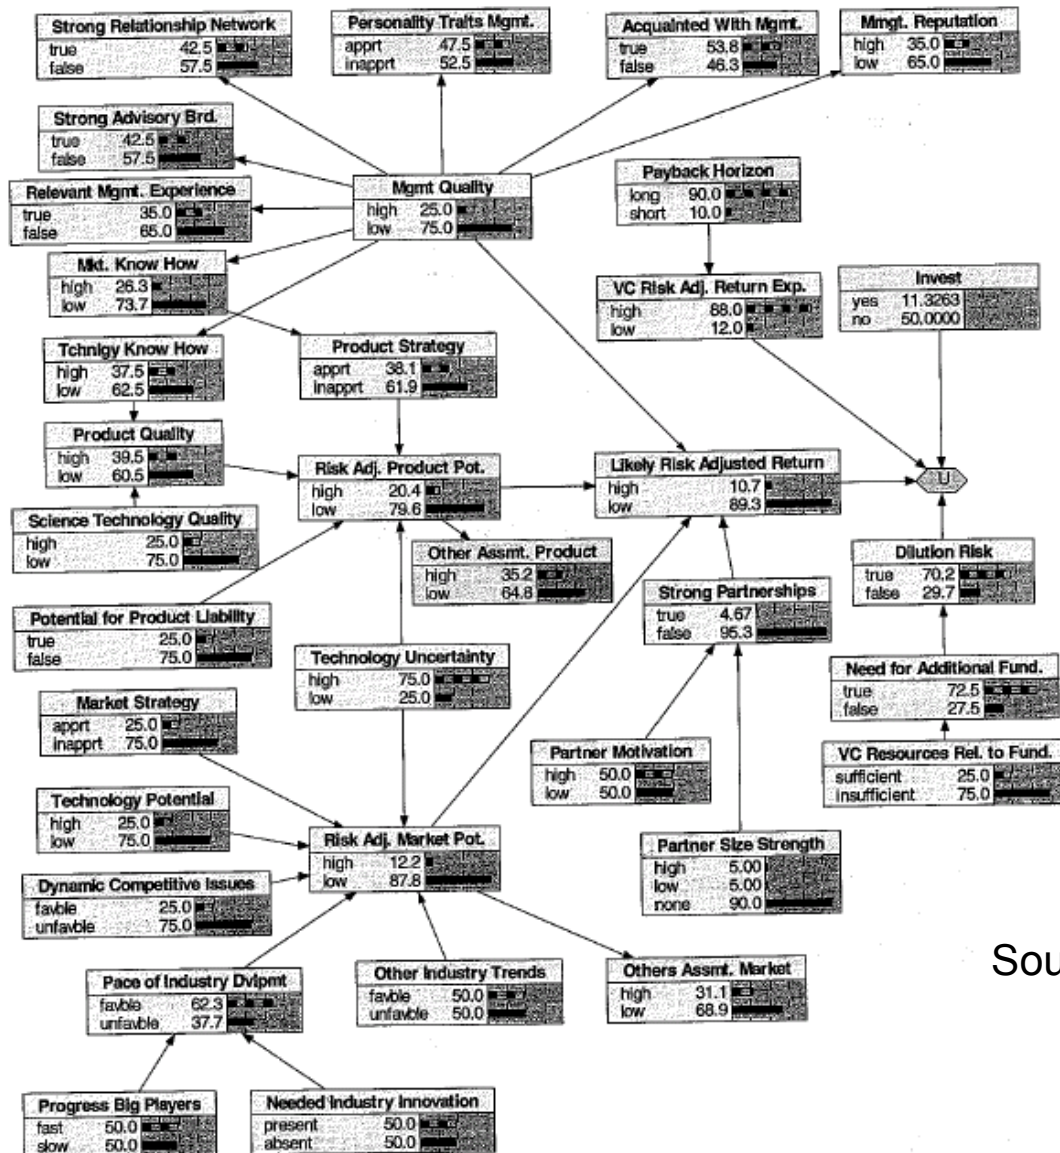 Strong Relationship Network
true 42.5
false 57.5
Personality Traits Mgmt.
apprt 47.5
inapprt 52.5
Acquainted With Mgmt.
true 53.8
false 46.3
Mmgt. Reputation
high 35.0
low 65.0
Strong Advisory Brd.
true 42.5
false 57.5
Relevant Mgmt. Experience
true 35.0
false 65.0
Mgmt Quality
high 25.0
low 75.0
Payback Horizon
long 90.0
short 10.0
Mkt. Know How
high 26.3
low 73.7
VC Risk Adj. Return Exp.
high 88.0
low 12.0
Invest
yes 11.3263
no 50.0000
Tchnlgy Know How
high 37.5
low 62.5
Product Strategy
apprt 38.1
inapprt 61.9
Product Quality
high 39.5
low 60.5
Risk Adj. Product Pot.
high 20.4
low 79.6
Likely Risk Adjusted Return
high 10.7
low 89.3
U
Science Technology Quality
high 25.0
low 75.0
Other Assmt. Product
high 35.2
low 64.8
Dilution Risk
true 70.2
false 29.7
Strong Partnerships
true 4.67
false 95.3
Potential for Product Liability
true 25.0
false 75.0
Technology Uncertainty
high 75.0
low 25.0
Need for Additional Fund.
true 72.5
false 27.5
Market Strategy
apprt 25.0
inapprt 75.0
Partner Motivation
high 50.0
low 50.0
VC Resources Rel. to Fund.
sufficient 25.0
insufficient 75.0
Technology Potential
high 25.0
low 75.0
Risk Adj. Market Pot.
high 12.2
low 87.8
Partner Size Strength
high 5.00
low 5.00
none 90.0
Dynamic Competitive Issues
favble 25.0
unfavble 75.0
Pace of Industry Dvlpmt
favble 62.3
unfavble 37.7
Other Industry Trends
favble 50.0
unfavble 50.0
Others Assmt. Market
high 31.1
low 68.9
Sou
Progress Big Players
fast 50.0
slow 50.0
Needed Industry Innovation
present 50.0
absent 50.0